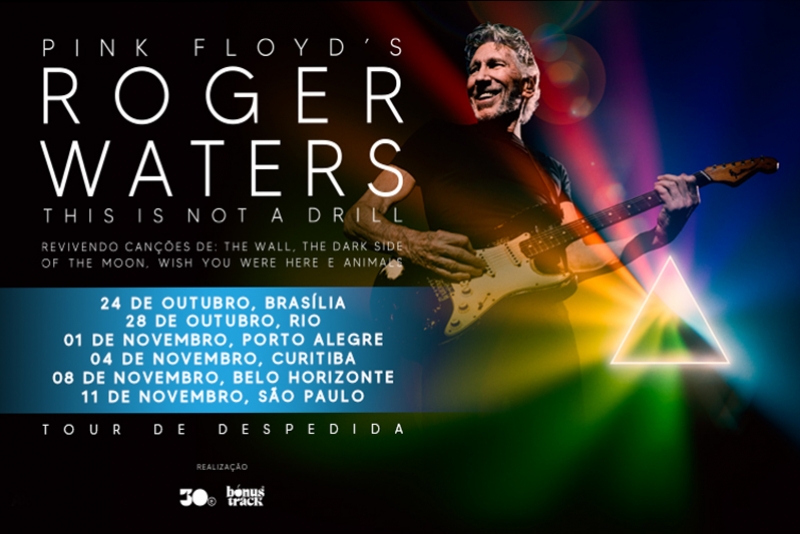 PINK FLOYD'S
ROGER
WATERS
THIS IS NOT A DRILL
REVIVENDO CANÇÕES DE: THE WALL, THE DARK SIDE
OF THE MOON, WISH YOU WERE HERE E ANIMALS
24 DE OUTUBRO, BRASÍLIA
28 DE OUTUBRO, RIO
01 DE NOVEMBRO, PORTO ALEGRE
04 DE NOVEMBRO, CURITIBA
08 DE NOVEMBRO, BELO HORIZONTE
11 DE NOVEMBRO, SÃO PAULO
TOUR DE DESPEDIDA
REALIZAÇÃO
30e
bónus
track